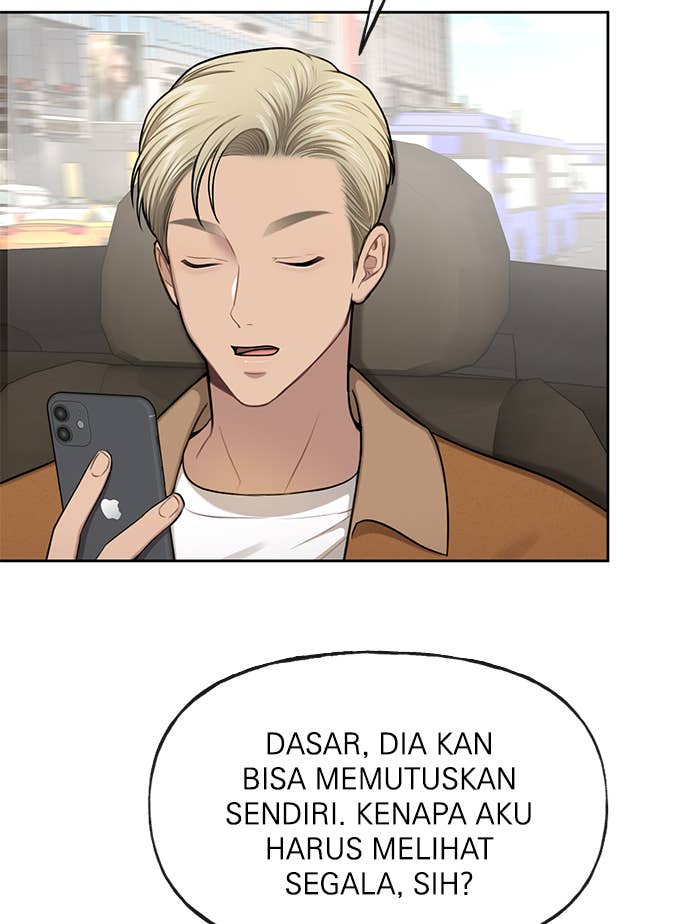 DASAR, DIA KAN
BISA MEMUTUSKAN
SENDIRI. KENAPA AKU
HARUS MELIHAT
SEGALA, SIH?